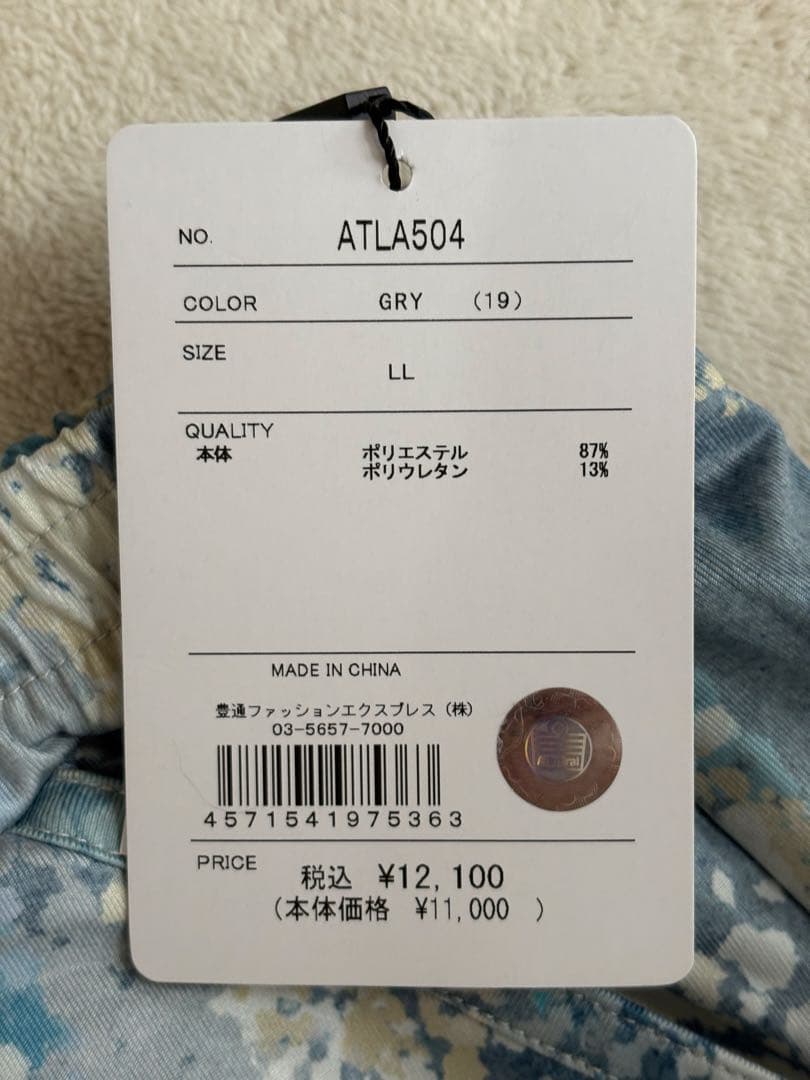 NO. ATLA504
COLOR GRY （19）
SIZE
LL
QUALITY
本体 ポリエステル 87%
ポリウレタン 13%
MADE IN CHINA
豊通ファッションエクスプレス（株）
03-5657-7000
4571541975363
PRICE
税込 ¥12,100
（本体価格 ¥11,000 ）